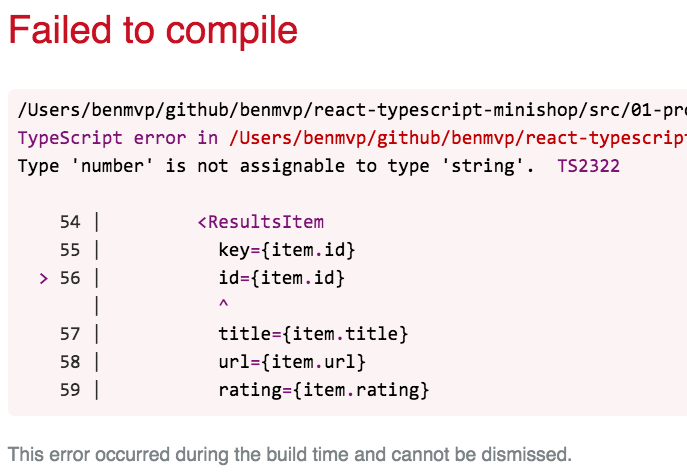 Failed to compile
/Users/benmvp/github/benmvp/react-typescript-minishop/src/01-pro
TypeScript error in /Users/benmvp/github/benmvp/react-typescript
Type 'number' is not assignable to type 'string'.  TS2322
    54 |         <ResultsItem
    55 |           key={item.id}
  > 56 |           id={item.id}
       |           ^
    57 |           title={item.title}
    58 |           url={item.url}
    59 |           rating={item.rating}
This error occurred during the build time and cannot be dismissed.